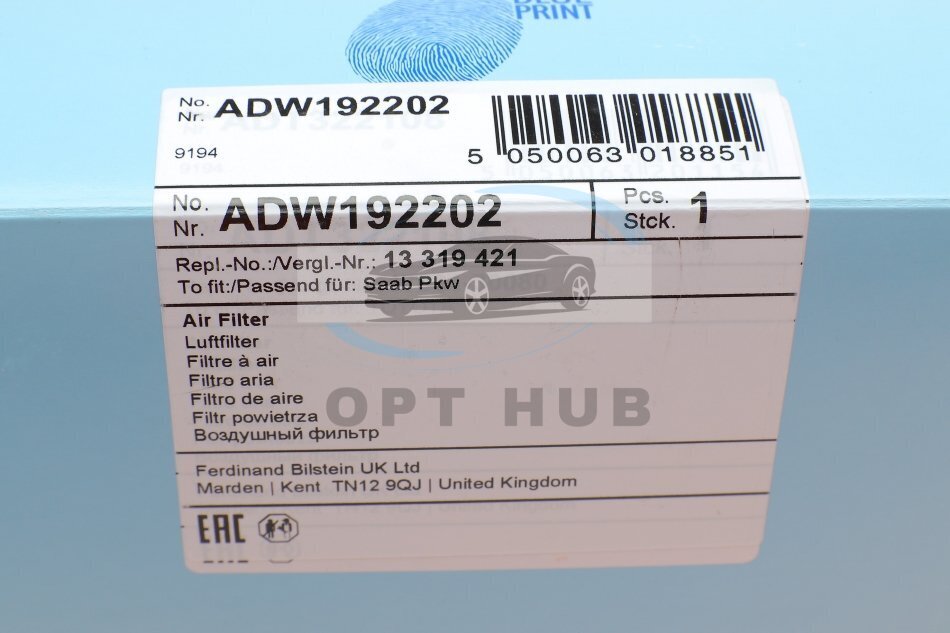 BLUE
PRINT
No.
Nr. ADW192202
9194
5 050063 018851
No.
Nr. ADW192202
Pcs.
Stck. 1
Repl.-No.:/Vergl.-Nr.: 13 319 421
To fit:/Passend für: Saab Pkw
Air Filter
Luftfilter
Filtre à air
Filtro aria
Filtro de aire
Filtr powietrza
Воздушный фильтр
OPT HUB
Ferdinand Bilstein UK Ltd
Marden | Kent TN12 9QJ | United Kingdom
EAC